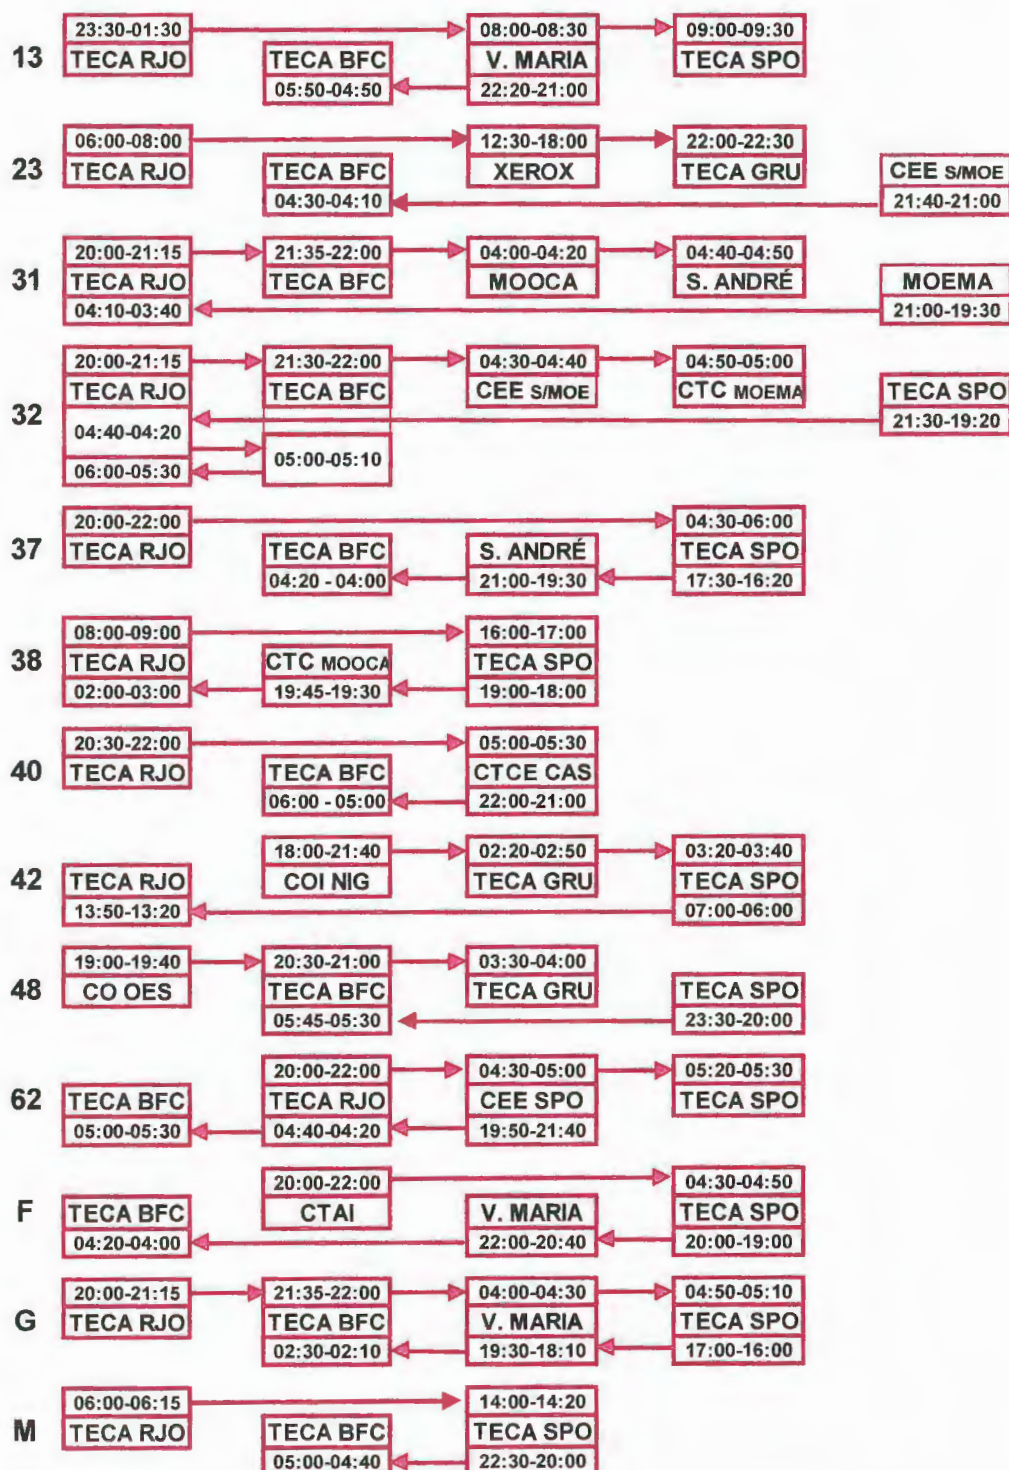 23:30-01:30 08:00-08:30 09:00-09:30
13 TECA RJO TECA BFC V. MARIA TECA SPO
05:50-04:50 22:20-21:00
06:00-08:00 12:30-18:00 22:00-22:30
23 TECA RJO TECA BFC XEROX TECA GRU CEE S/MOE
04:30-04:10 21:40-21:00
20:00-21:15 21:35-22:00 04:00-04:20 04:40-04:50
31 TECA RJO TECA BFC MOOCA S. ANDRÉ MOEMA
04:10-03:40 21:00-19:30
20:00-21:15 21:30-22:00 04:30-04:40 04:50-05:00
TECA RJO TECA BFC CEE S/MOE CTC MOEMA TECA SPO
32 04:40-04:20 21:30-19:20
05:00-05:10
06:00-05:30
20:00-22:00 04:30-06:00
37 TECA RJO TECA BFC S. ANDRÉ TECA SPO
04:20 - 04:00 21:00-19:30 17:30-16:20
08:00-09:00 16:00-17:00
38 TECA RJO CTC MOOCA TECA SPO
02:00-03:00 19:45-19:30 19:00-18:00
20:30-22:00 05:00-05:30
40 TECA RJO TECA BFC CTCE CAS
06:00 - 05:00 22:00-21:00
18:00-21:40 02:20-02:50 03:20-03:40
42 TECA RJO COI NIG TECA GRU TECA SPO
13:50-13:20 07:00-06:00
19:00-19:40 20:30-21:00 03:30-04:00
48 CO OES TECA BFC TECA GRU TECA SPO
05:45-05:30 23:30-20:00
20:00-22:00 04:30-05:00 05:20-05:30
62 TECA BFC TECA RJO CEE SPO TECA SPO
05:00-05:30 04:40-04:20 19:50-21:40
20:00-22:00 04:30-04:50
F TECA BFC CTAI V. MARIA TECA SPO
04:20-04:00 22:00-20:40 20:00-19:00
20:00-21:15 21:35-22:00 04:00-04:30 04:50-05:10
G TECA RJO TECA BFC V. MARIA TECA SPO
02:30-02:10 19:30-18:10 17:00-16:00
06:00-06:15 14:00-14:20
M TECA RJO TECA BFC TECA SPO
05:00-04:40 22:30-20:00